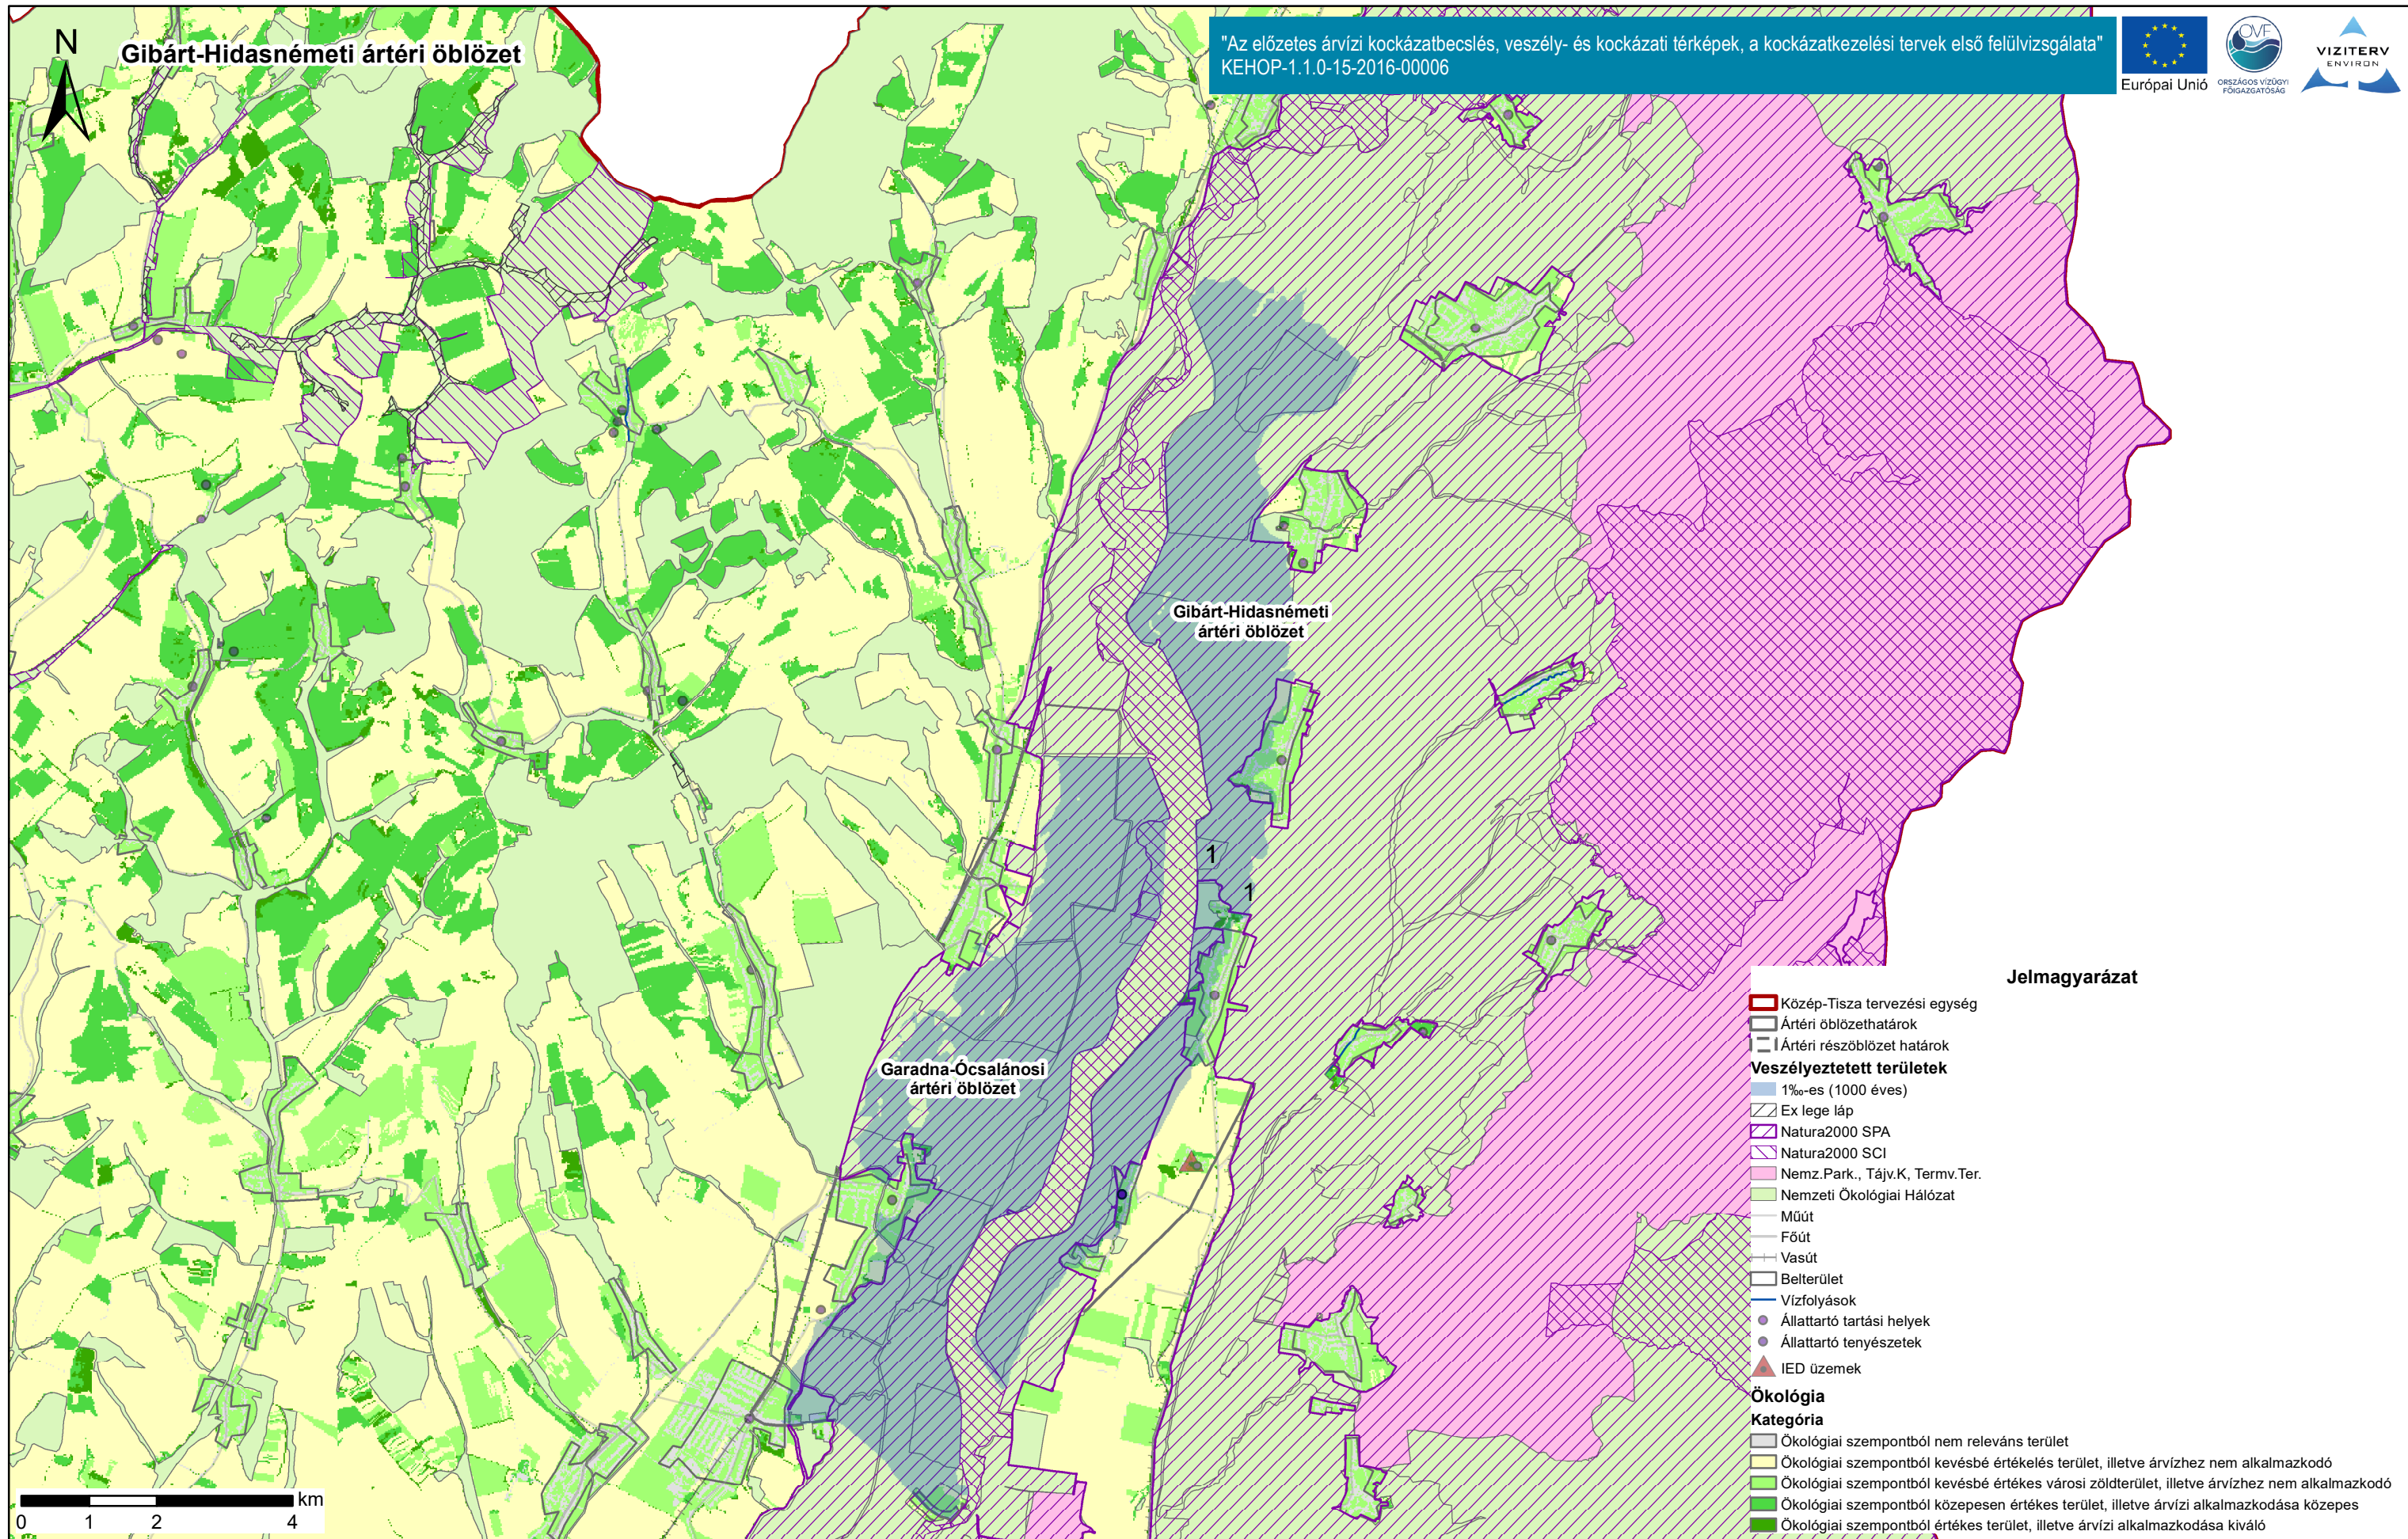 N
Gibárt-Hidasnémeti ártéri öblözet
"Az előzetes árvízi kockázatbecslés, veszély- és kockázati térképek, a kockázatkezelési tervek első felülvizsgálata"
KEHOP-1.1.0-15-2016-00006
Európai Unió
OVF
ORSZÁGOS VÍZÜGYI
FŐIGAZGATÓSÁG
VIZITERV
ENVIRON
Gibárt-Hidasnémeti
ártéri öblözet
1
1
Garadna-Ócsalánosi
ártéri öblözet
Jelmagyarázat
Közép-Tisza tervezési egység
Ártéri öblözethatárok
Ártéri részöblözet határok
Veszélyeztetett területek
1‰-es (1000 éves)
Ex lege láp
Natura2000 SPA
Natura2000 SCI
Nemz.Park., Tájv.K, Termv.Ter.
Nemzeti Ökológiai Hálózat
Műút
Főút
Vasút
Belterület
Vízfolyások
Állattartó tartási helyek
Állattartó tenyészetek
IED üzemek
Ökológia
Kategória
Ökológiai szempontból nem releváns terület
Ökológiai szempontból kevésbé értékelés terület, illetve árvízhez nem alkalmazkodó
Ökológiai szempontból kevésbé értékes városi zöldterület, illetve árvízhez nem alkalmazkodó
Ökológiai szempontból közepesen értékes terület, illetve árvízi alkalmazkodása közepes
Ökológiai szempontból értékes terület, illetve árvízi alkalmazkodása kiváló
km
0 1 2 4